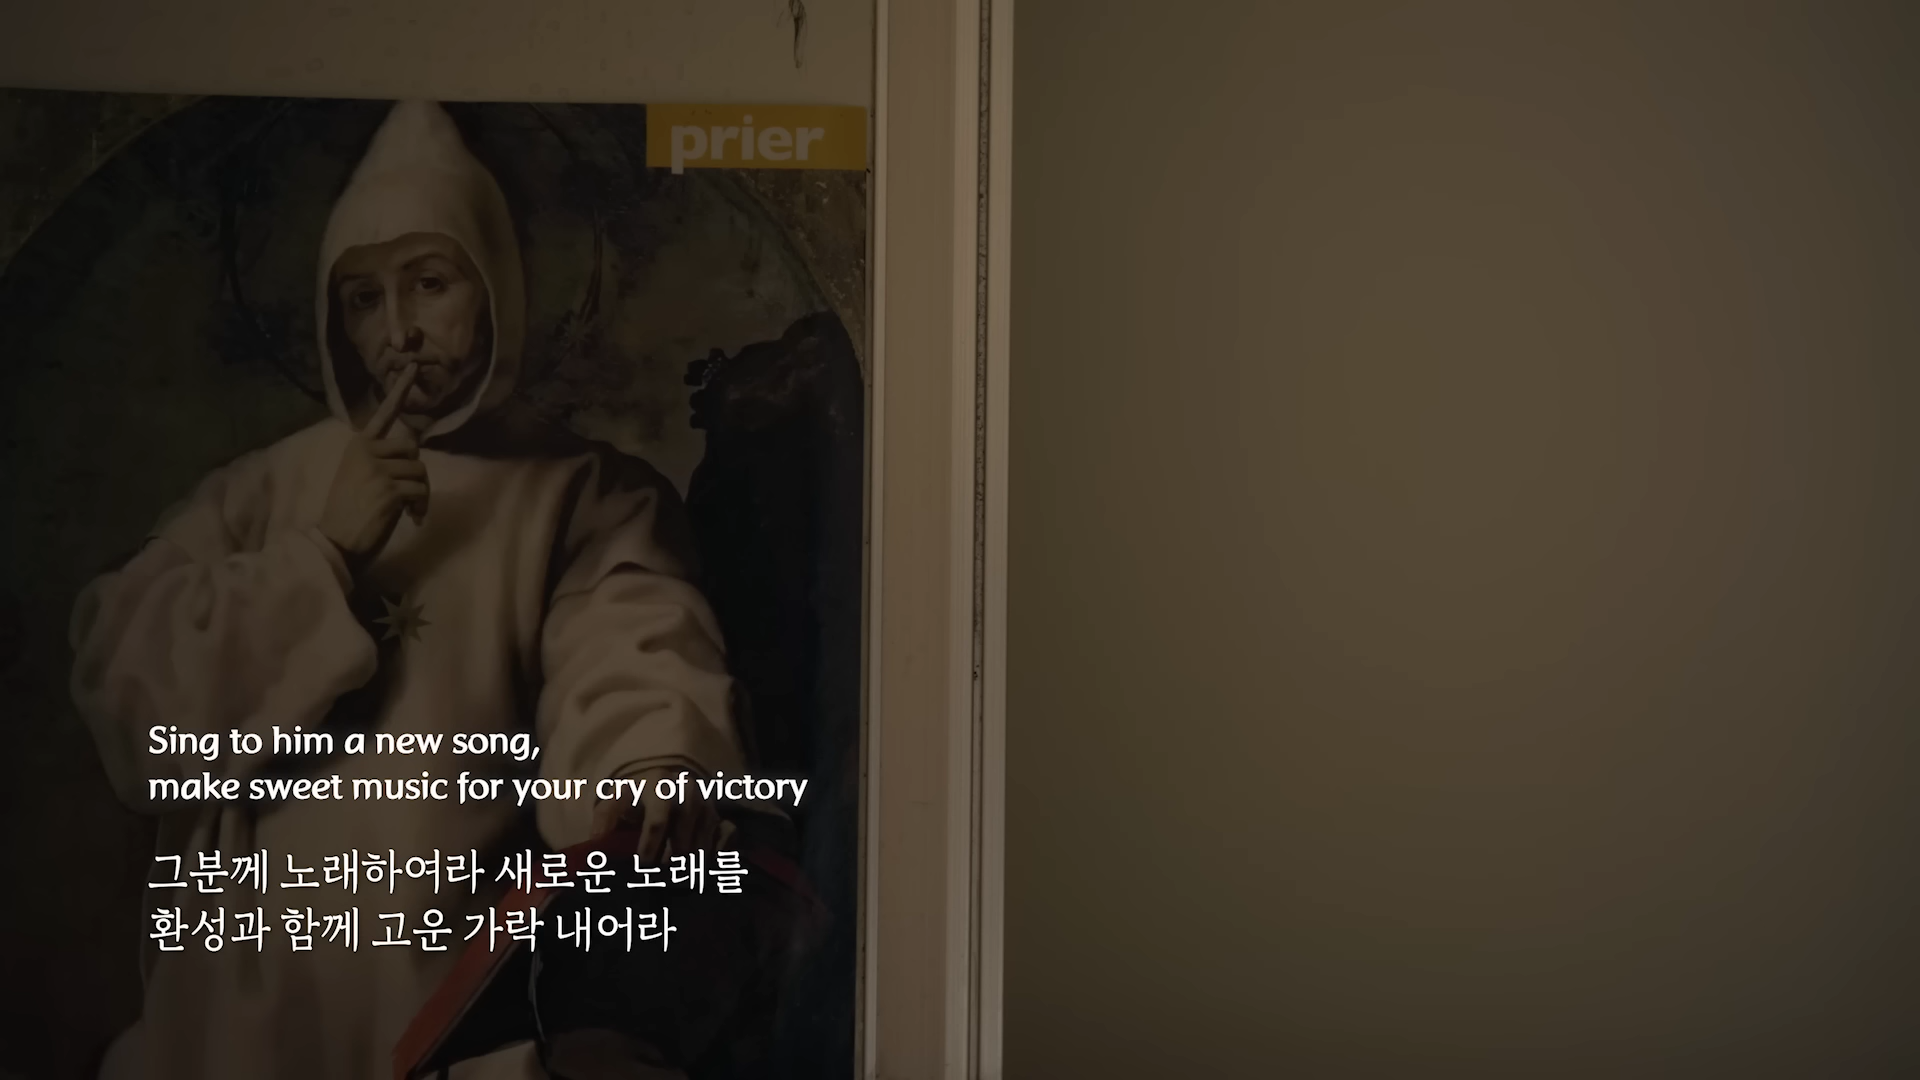 prier
Sing to him a new song,
make sweet music for your cry of victory
그분께 노래하여라 새로운 노래를
환성과 함께 고운 가락 내어라